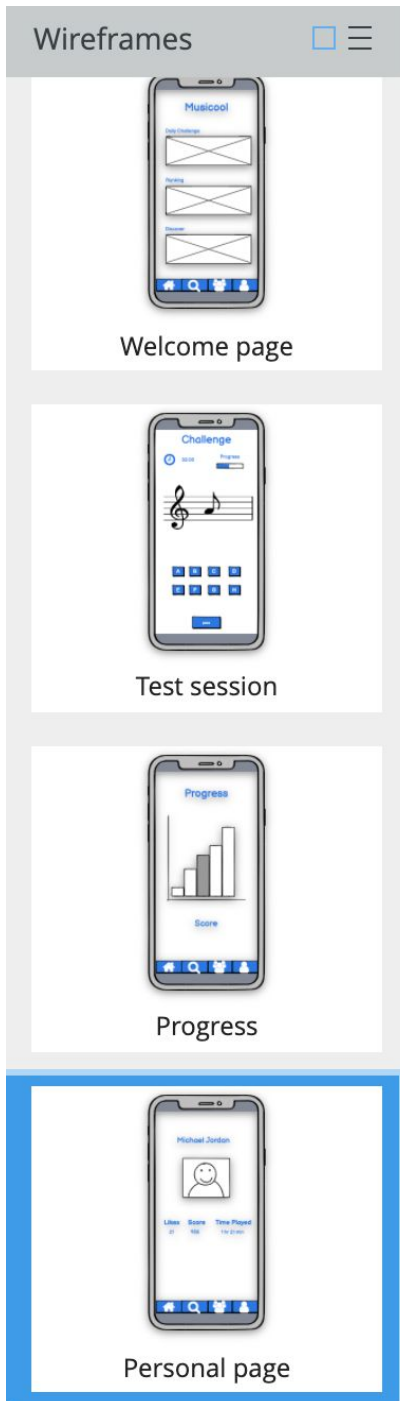 Wireframes
Musicool
Daily Challenge
Ranking
Discover
Welcome page
Challenge
Progress
A B C D
E F G H
Test session
Progress
Score
Progress
Michael Jordan
Likes Score Time Played
21
Personal page